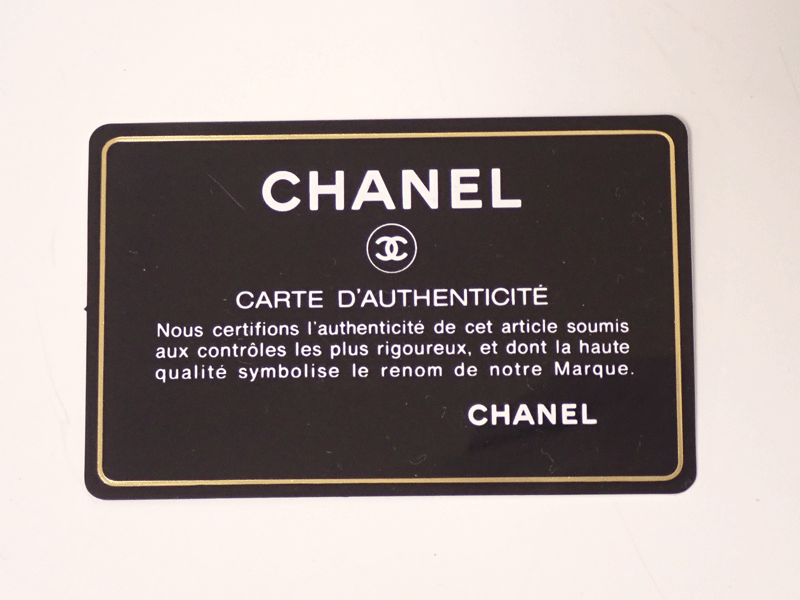 CHANEL
CARTE D'AUTHENTICITÉ
Nous certifions l'authenticité de cet article soumis
aux contrôles les plus rigoureux, et dont la haute
qualité symbolise le renom de notre Marque.
CHANEL